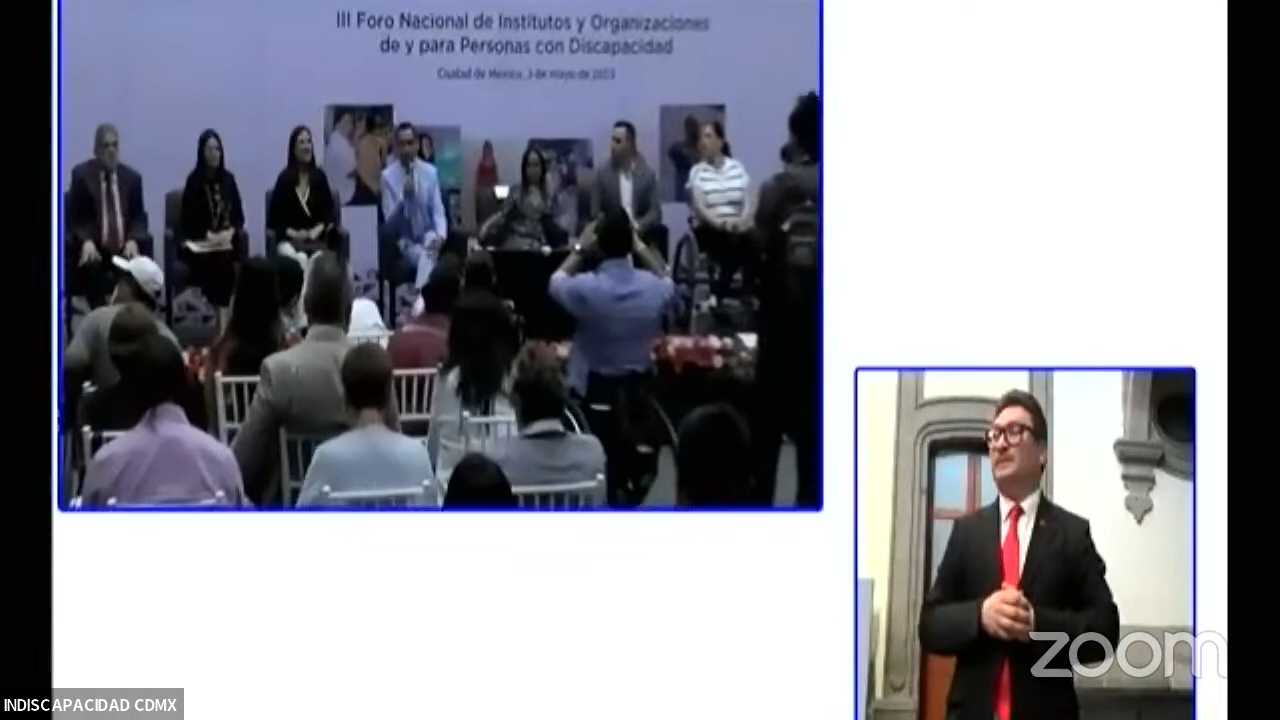 III Foro Nacional de Institutos y Organizaciones
de y para Personas con Discapacidad
Ciudad de México, 3 de mayo de 2023
zoom
INDISCAPACIDAD CDMX